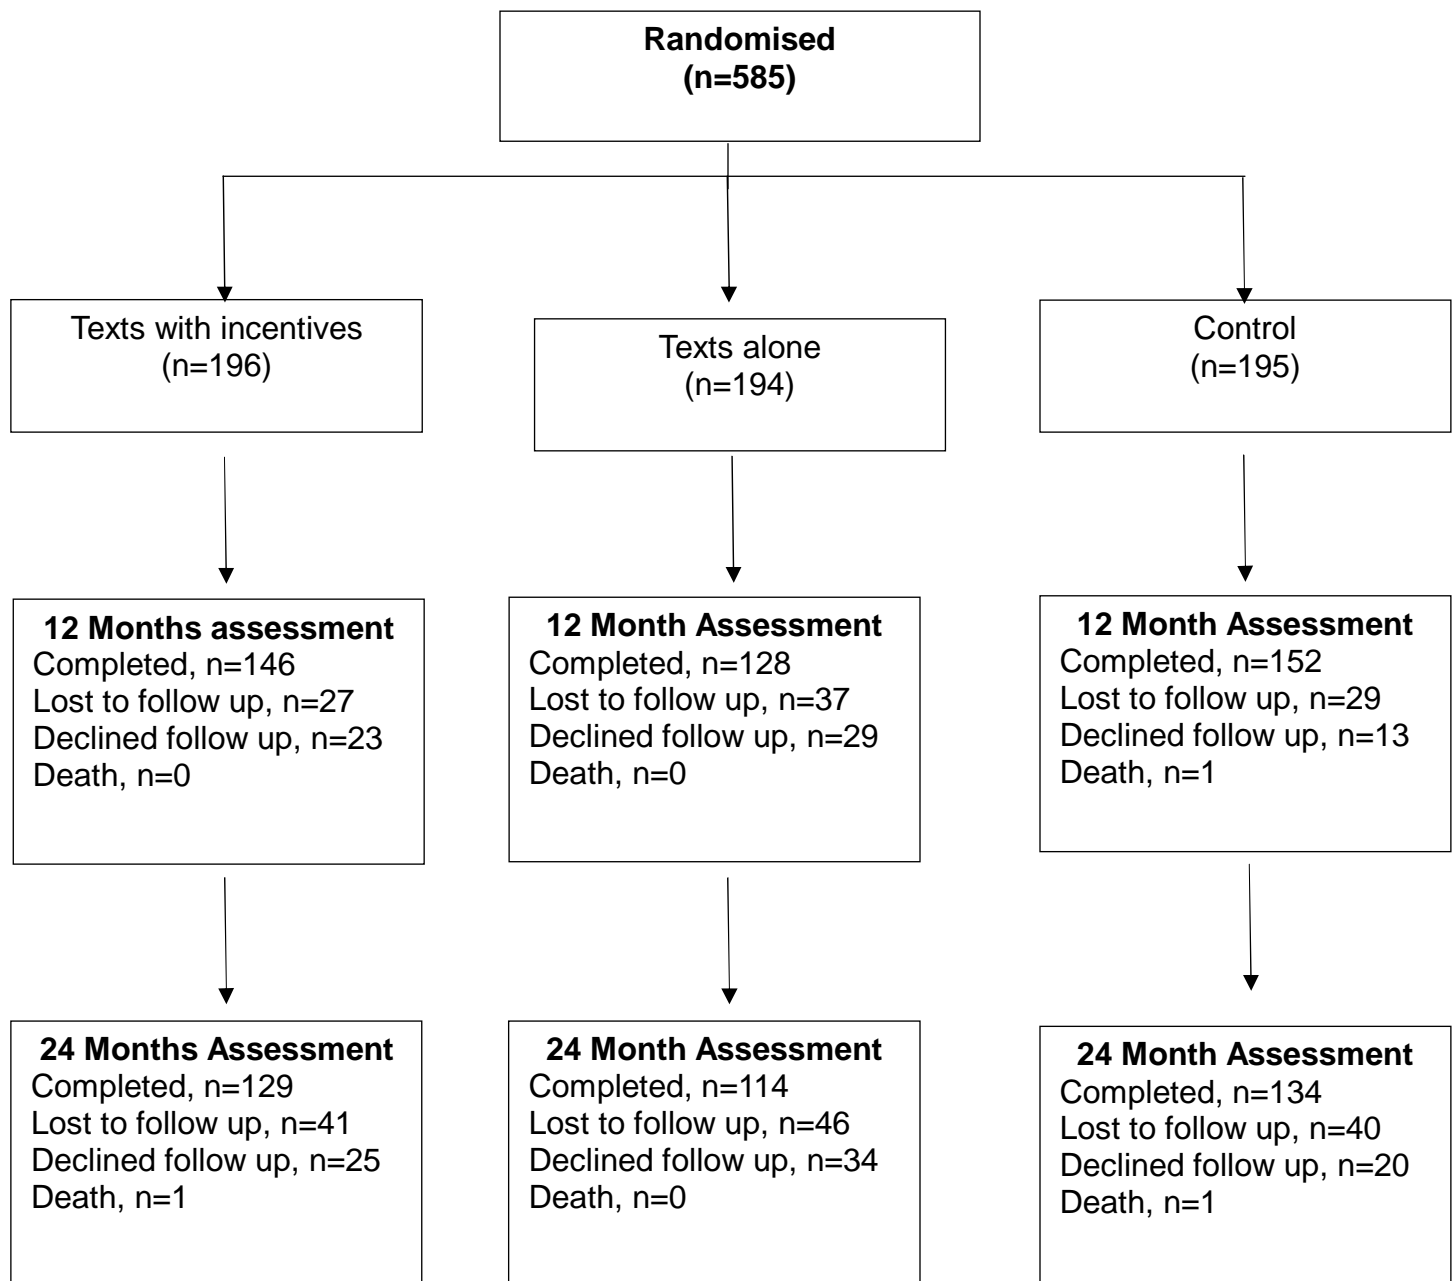 Randomised
(n=585)
Texts with incentives
(n=196)
Texts alone
(n=194)
Control
(n=195)
12 Months assessment
Completed, n=146
Lost to follow up, n=27
Declined follow up, n=23
Death, n=0
12 Month Assessment
Completed, n=128
Lost to follow up, n=37
Declined follow up, n=29
Death, n=0
12 Month Assessment
Completed, n=152
Lost to follow up, n=29
Declined follow up, n=13
Death, n=1
24 Months Assessment
Completed, n=129
Lost to follow up, n=41
Declined follow up, n=25
Death, n=1
24 Month Assessment
Completed, n=114
Lost to follow up, n=46
Declined follow up, n=34
Death, n=0
24 Month Assessment
Completed, n=134
Lost to follow up, n=40
Declined follow up, n=20
Death, n=1